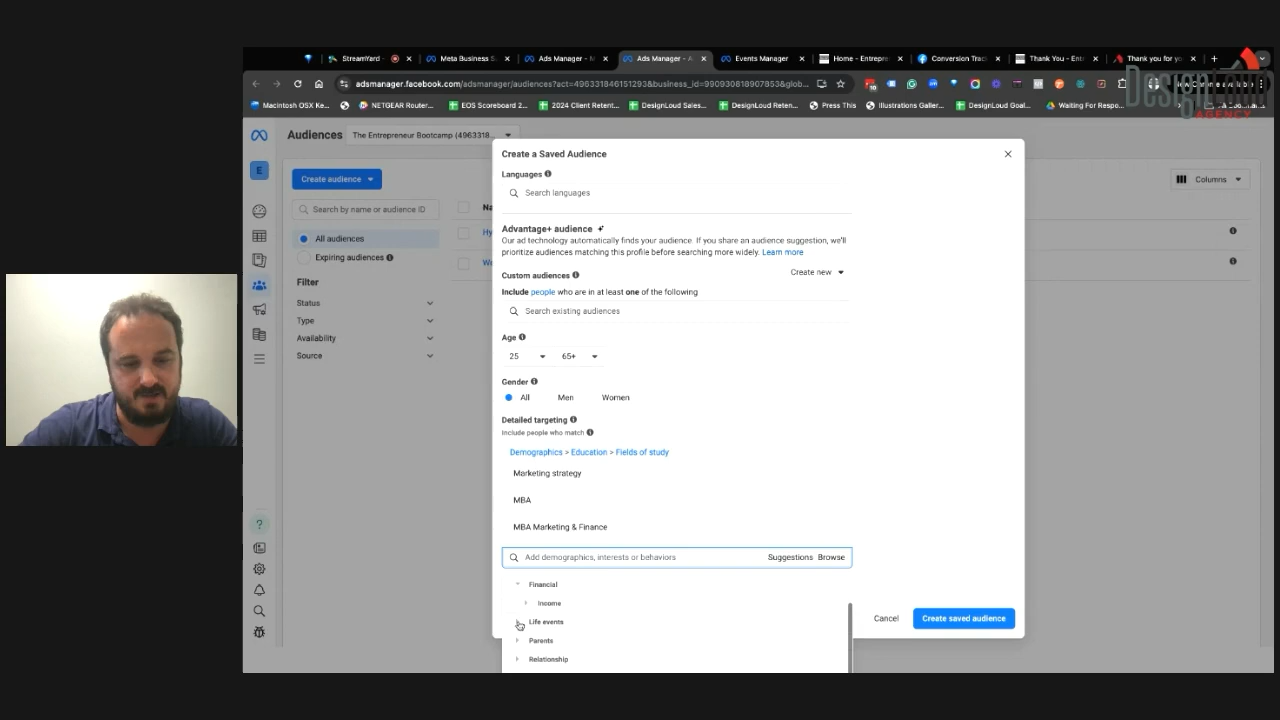 StreamYard
Meta Business S
Ads Manager - M
Ads Manager - A
Events Manager
Home - Entrepre
Conversion Trac
Thank You - Ent
Thank you for yo
adsmanager.facebook.com/adsmanager/audiences?act=496331846151293&business_id=990930818907853&glob...
Macintosh OSX Ke...
NETGEAR Router...
EOS Scoreboard 2...
2024 Client Retent...
DesignLoud Sales...
DesignLoud Reten...
Press This
Illustrations Galler...
DesignLoud Goal...
Waiting For Respo...
AGENCY
Audiences
The Entrepreneur Bootcamp (4963318...
E
Create audience
Search by name or audience ID
All audiences
Expiring audiences
Filter
Status
Type
Availability
Source
Na
Hy
We
Columns
Create a Saved Audience
Languages
Search languages
Advantage+ audience
Our ad technology automatically finds your audience. If you share an audience suggestion, we'll
prioritize audiences matching this profile before searching more widely. Learn more
Custom audiences
Create new
Include people who are in at least one of the following
Search existing audiences
Age
25
65+
Gender
All
Men
Women
Detailed targeting
Include people who match
Demographics > Education > Fields of study
Marketing strategy
MBA
MBA Marketing & Finance
Add demographics, interests or behaviors
Suggestions
Browse
Financial
Income
Life events
Parents
Relationship
Cancel
Create saved audience